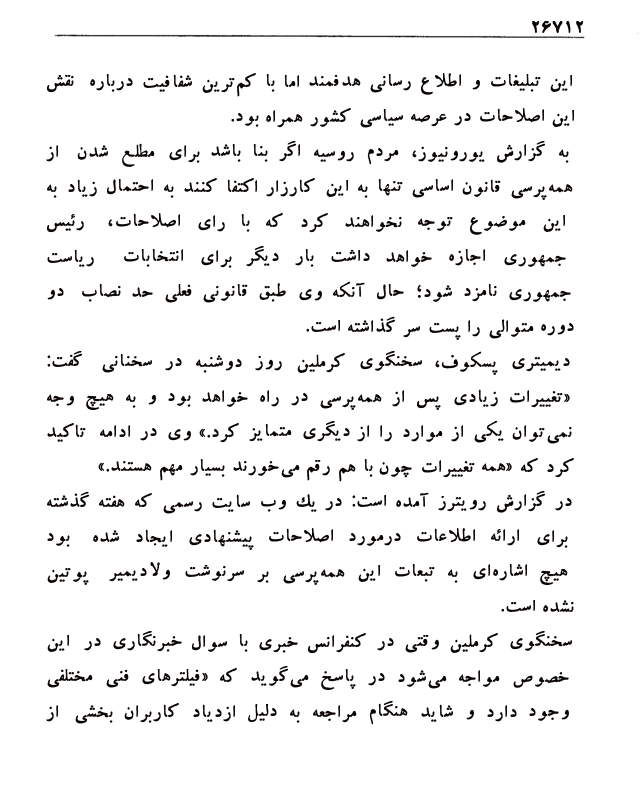 ۲۶۷۱۲
این تبلیغات و اطلاع رسانی هدفمند اما با کم‌ترین شفافیت درباره نقش
این اصلاحات در عرصه سیاسی کشور همراه بود.
به گزارش یورونیوز، مردم روسیه اگر بنا باشد برای مطلع شدن از
همه‌پرسی قانون اساسی تنها به این کارزار اکتفا کنند به احتمال زیاد به
این موضوع توجه نخواهند کرد که با رای اصلاحات، رئیس
جمهوری اجازه خواهد داشت بار دیگر برای انتخابات ریاست
جمهوری نامزد شود؛ حال آنکه وی طبق قانونی فعلی حد نصاب دو
دوره متوالی را پست سر گذاشته است.
دیمیتری پسکوف، سخنگوی کرملین روز دوشنبه در سخنانی گفت:
«تغییرات زیادی پس از همه‌پرسی در راه خواهد بود و به هیچ وجه
نمی‌توان یکی از موارد را از دیگری متمایز کرد.» وی در ادامه تاکید
کرد که «همه تغییرات چون با هم رقم می‌خورند بسیار مهم هستند.»
در گزارش رویترز آمده است: در یك وب سایت رسمی که هفته گذشته
برای ارائه اطلاعات درمورد اصلاحات پیشنهادی ایجاد شده بود
هیچ اشاره‌ای به تبعات این همه‌پرسی بر سرنوشت ولادیمیر پوتین
نشده است.
سخنگوی کرملین وقتی در کنفرانس خبری با سوال خبرنگاری در این
خصوص مواجه می‌شود در پاسخ می‌گوید که «فیلترهای فنی مختلفی
وجود دارد و شاید هنگام مراجعه به دلیل ازدیاد کاربران بخشی از